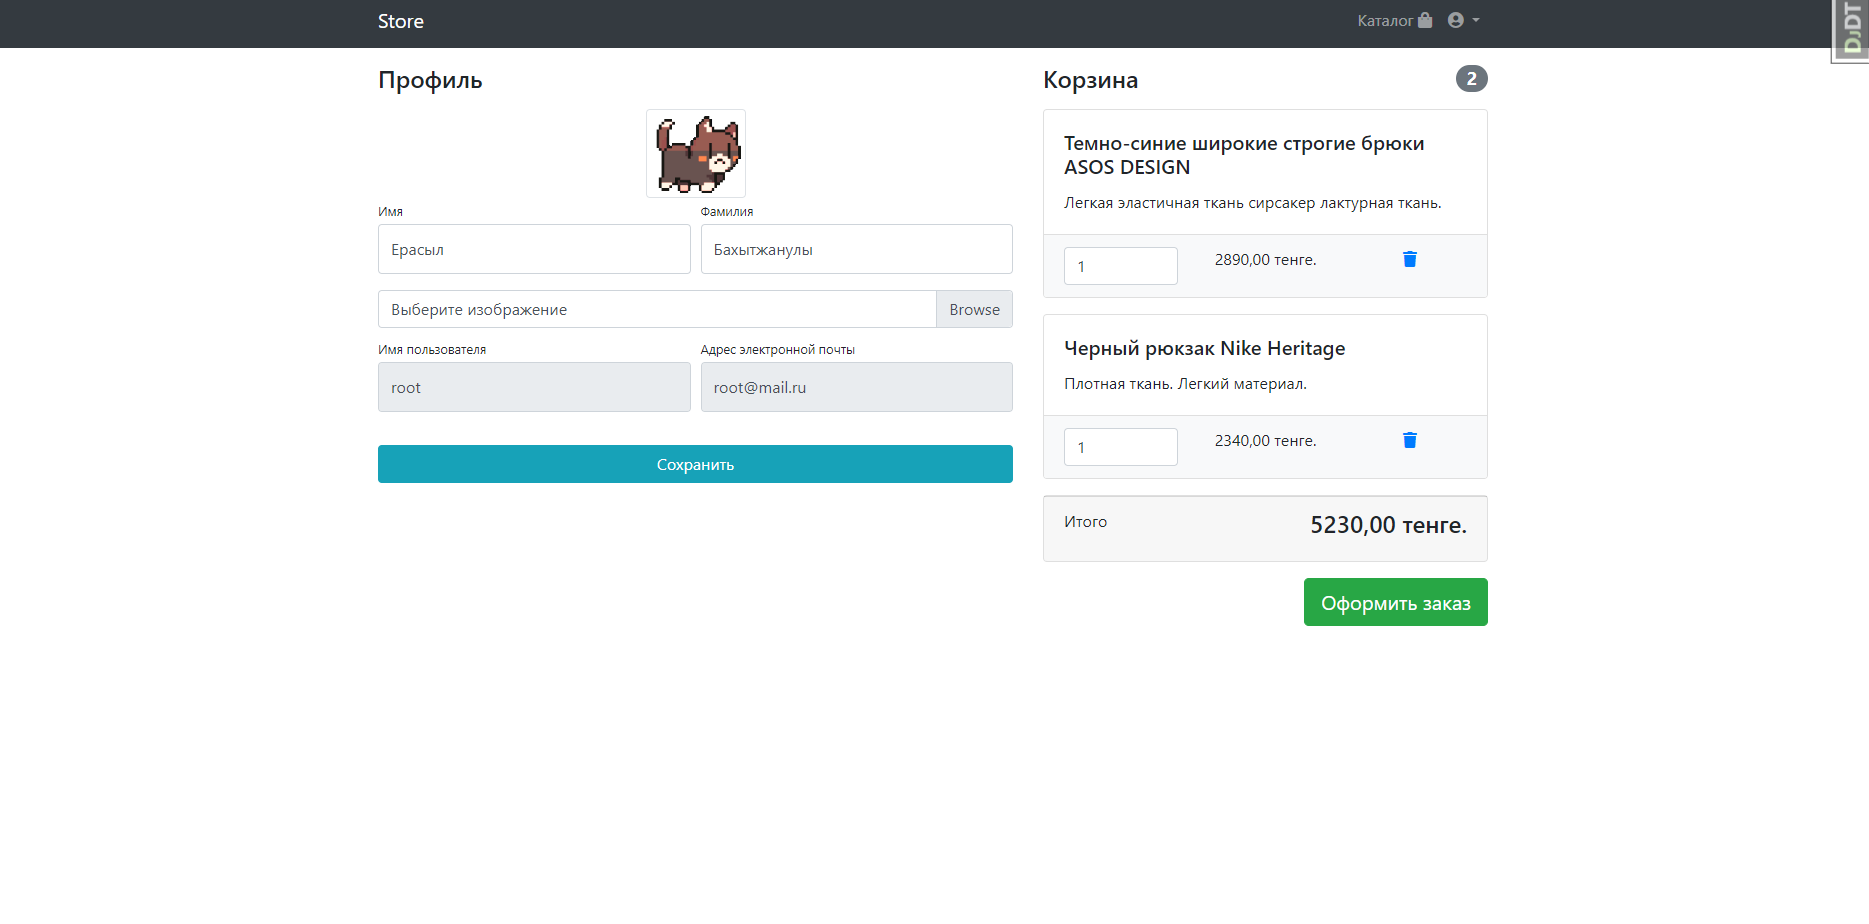 Store
Каталог
DjDT
Профиль
Имя
Фамилия
Ерасыл
Бахытжанулы
Выберите изображение
Browse
Имя пользователя
Адрес электронной почты
root
root@mail.ru
Сохранить
Корзина
2
Темно-синие широкие строгие брюки
ASOS DESIGN
Легкая эластичная ткань сирсакер лактурная ткань.
1
2890,00 тенге.
Черный рюкзак Nike Heritage
Плотная ткань. Легкий материал.
1
2340,00 тенге.
Итого
5230,00 тенге.
Оформить заказ